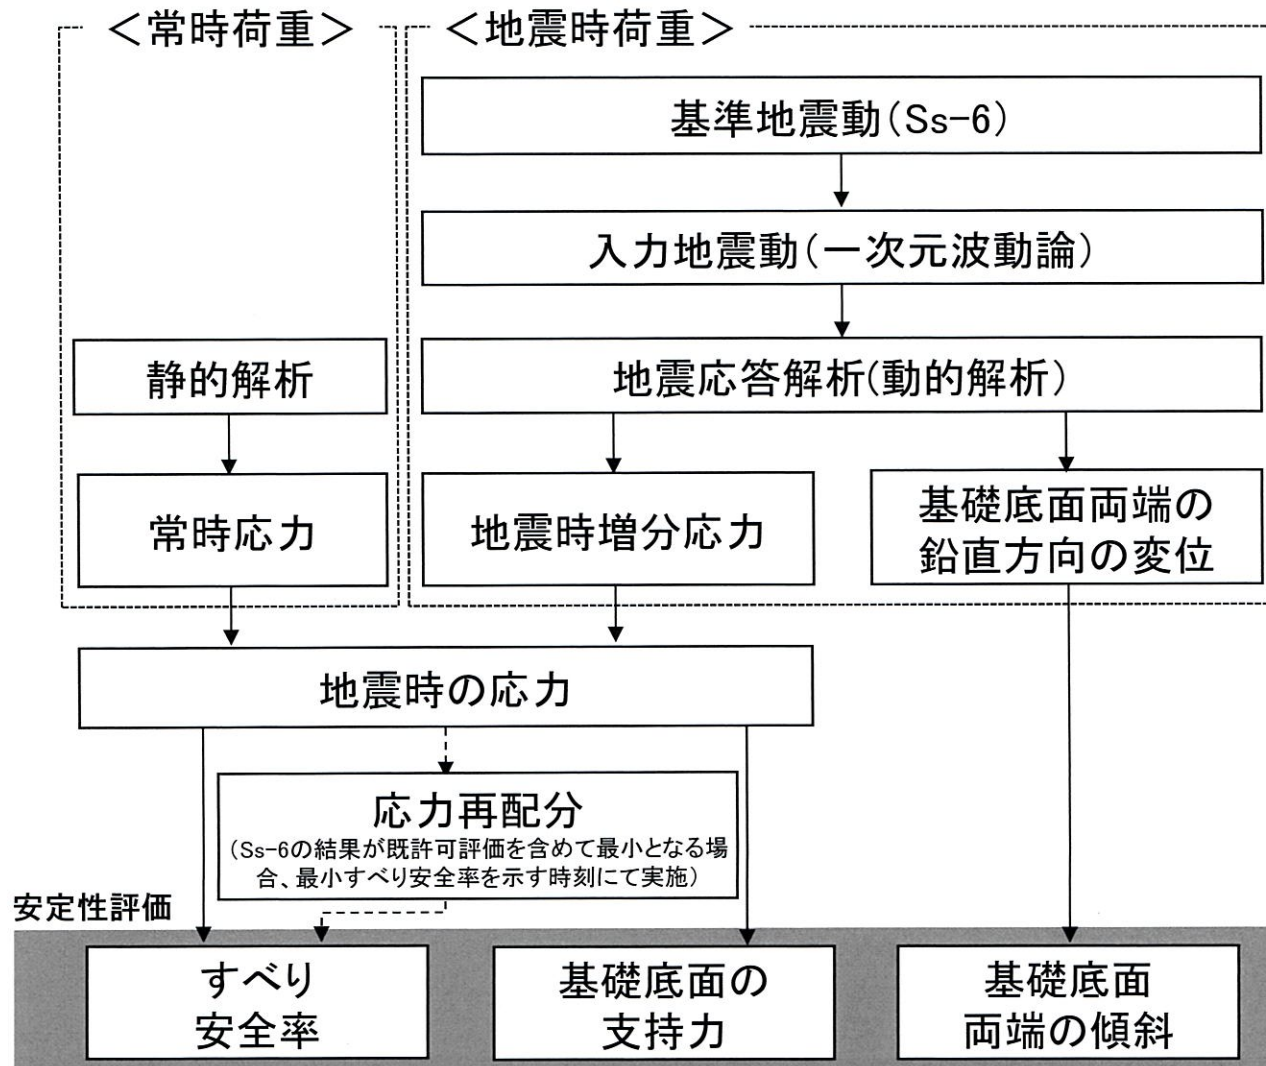 ＜常時荷重＞
＜地震時荷重＞
基準地震動（Ss-6）
入力地震動（一次元波動論）
静的解析
地震応答解析(動的解析）
常時応力
地震時増分応力
基礎底面両端の
鉛直方向の変位
地震時の応力
応力再配分
（Ss-6の結果が既許可評価を含めて最小となる場
合、最小すべり安全率を示す時刻にて実施）
安定性評価
すべり
安全率
基礎底面の
支持力
基礎底面
両端の傾斜